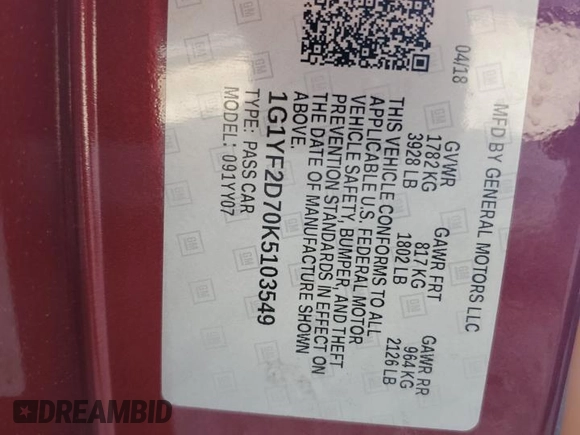 MFD BY GENERAL MOTORS LLC
04/18
GVWR GAWR FRT GAWR RR
1782 KG 817 KG 964 KG
3928 LB 1802 LB 2126 LB
THIS VEHICLE CONFORMS TO ALL
APPLICABLE U.S. FEDERAL MOTOR
VEHICLE SAFETY, BUMPER, AND THEFT
PREVENTION STANDARDS IN EFFECT ON
THE DATE OF MANUFACTURE SHOWN
ABOVE.
1G1YF2D70K5103549
TYPE: PASS CAR
MODEL: 091YY07
DREAMBID